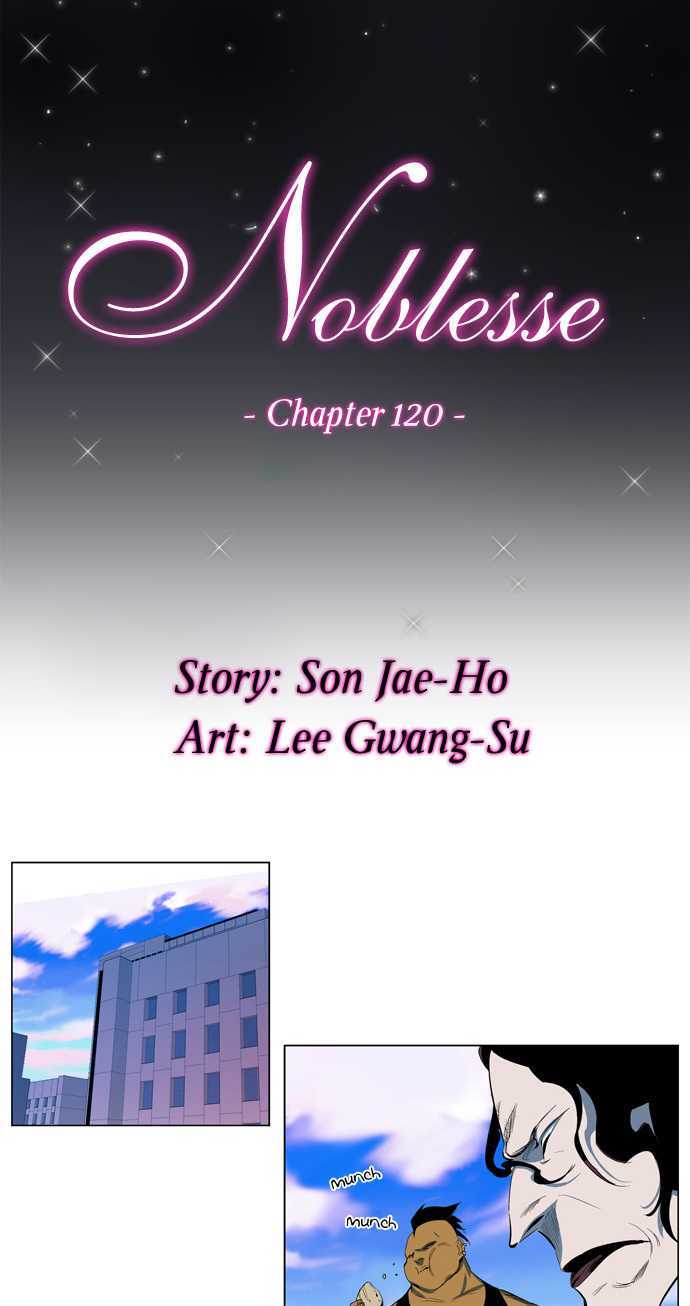 Noblesse
- Chapter 120 -
Story: Son Jae-Ho
Art: Lee Gwang-Su
munch
munch